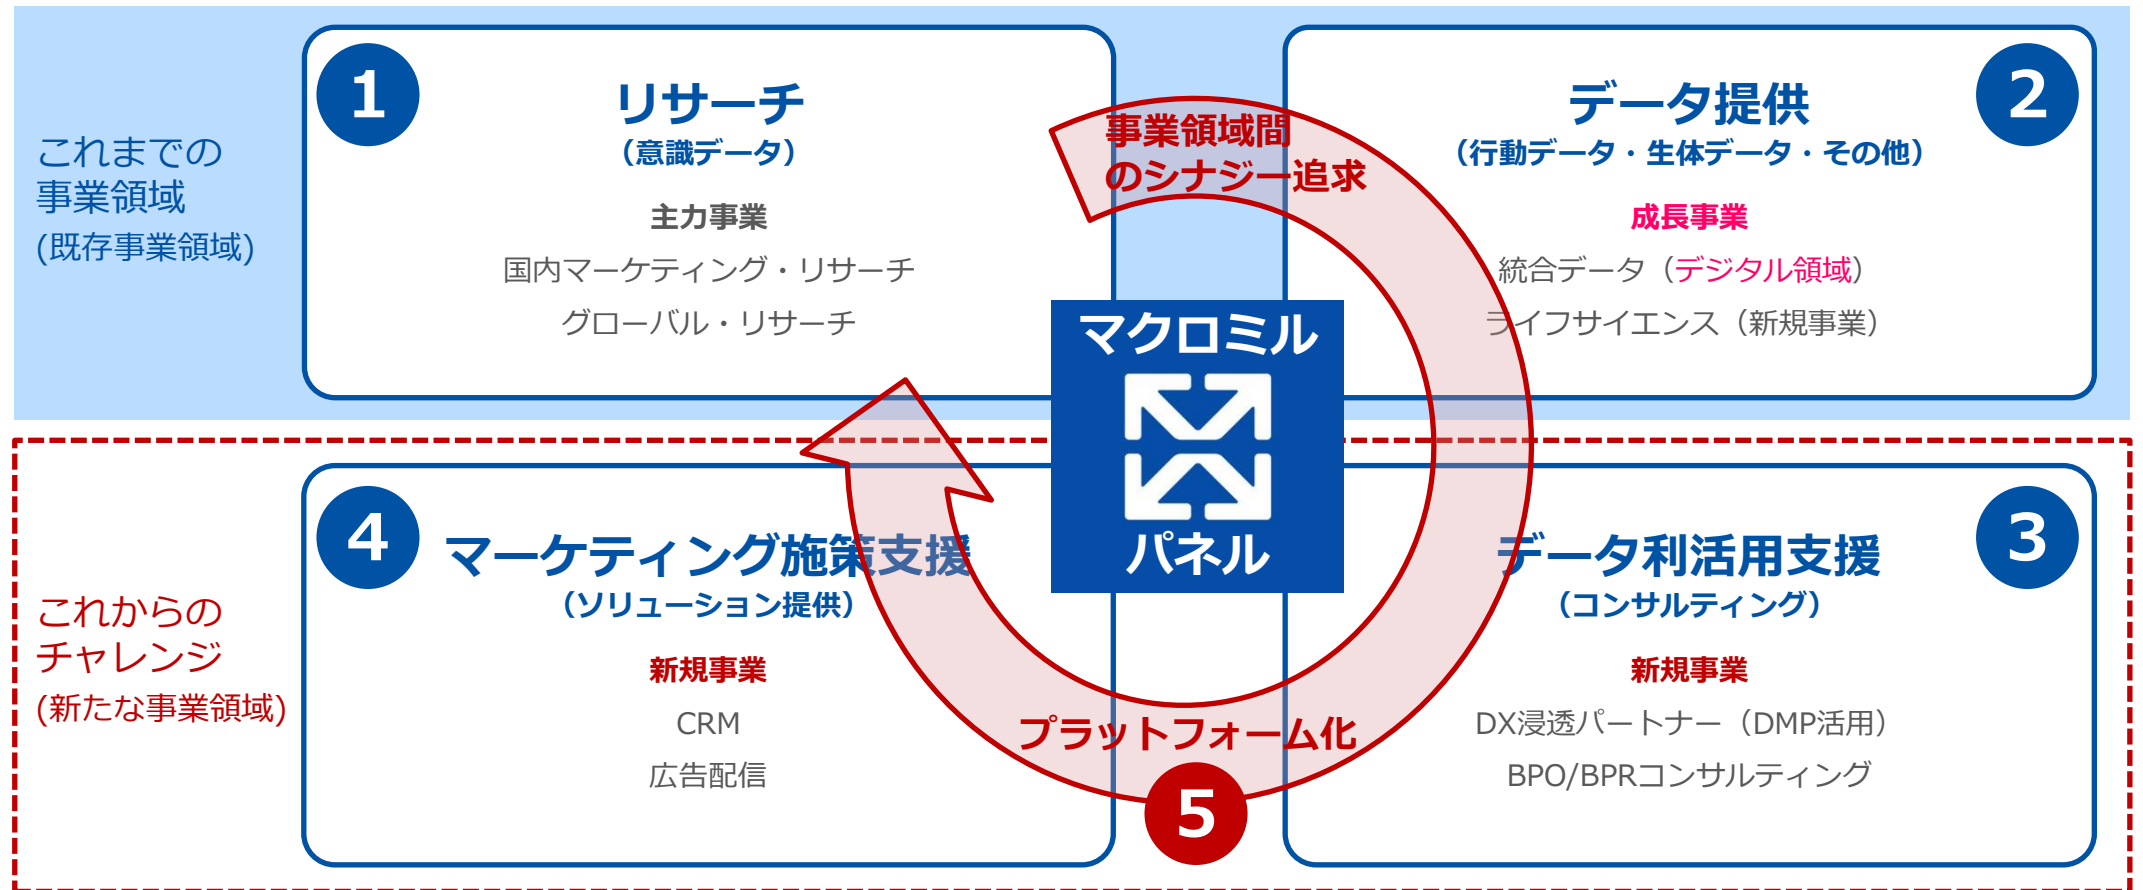 これまでの
事業領域
(既存事業領域)
1
リサーチ
（意識データ）
主力事業
国内マーケティング・リサーチ
グローバル・リサーチ
事業領域間
のシナジー追求
2
データ提供
（行動データ・生体データ・その他）
成長事業
統合データ（デジタル領域）
ライフサイエンス（新規事業）
マクロミル
パネル
これからの
チャレンジ
(新たな事業領域)
4
マーケティング施策支援
（ソリューション提供）
新規事業
CRM
広告配信
3
データ利活用支援
（コンサルティング）
新規事業
DX浸透パートナー（DMP活用）
BPO/BPRコンサルティング
プラットフォーム化
5